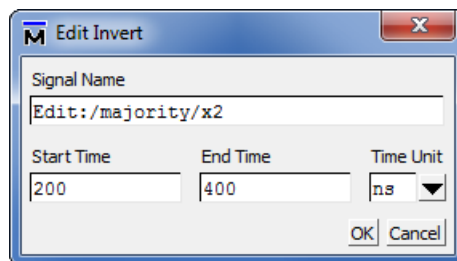 Edit Invert
Signal Name
Edit:/majority/x2
Start Time End Time Time Unit
200 400 ns
OK Cancel